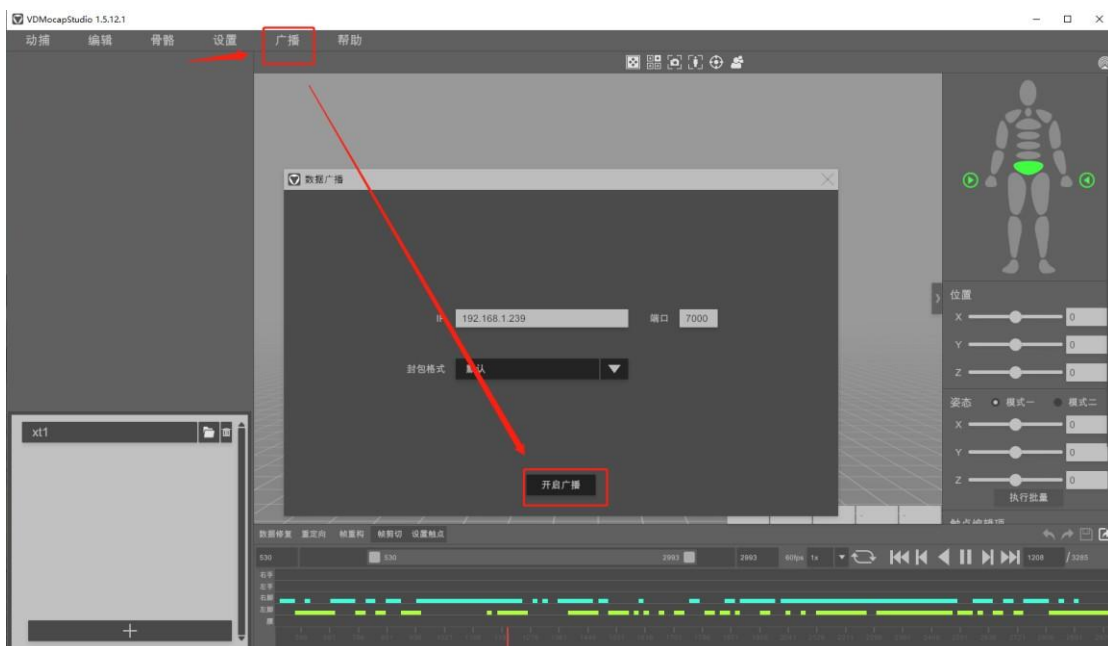 VDMocapStudio 1.5.12.1
动捕 编辑 骨骼 设置 广播 帮助
数据广播
IP 192.168.1.239 端口 7000
封包格式 默认
开启广播
位置
X 0
Y 0
Z 0
姿态 模式一 模式二
X 0
Y 0
Z 0
执行批量
xt1
数据修复 重定向 帧重构 帧剪切 设置触点
530 530 2993 2993 60fps 1x 1208 /3285
右手
左手
右脚
左脚